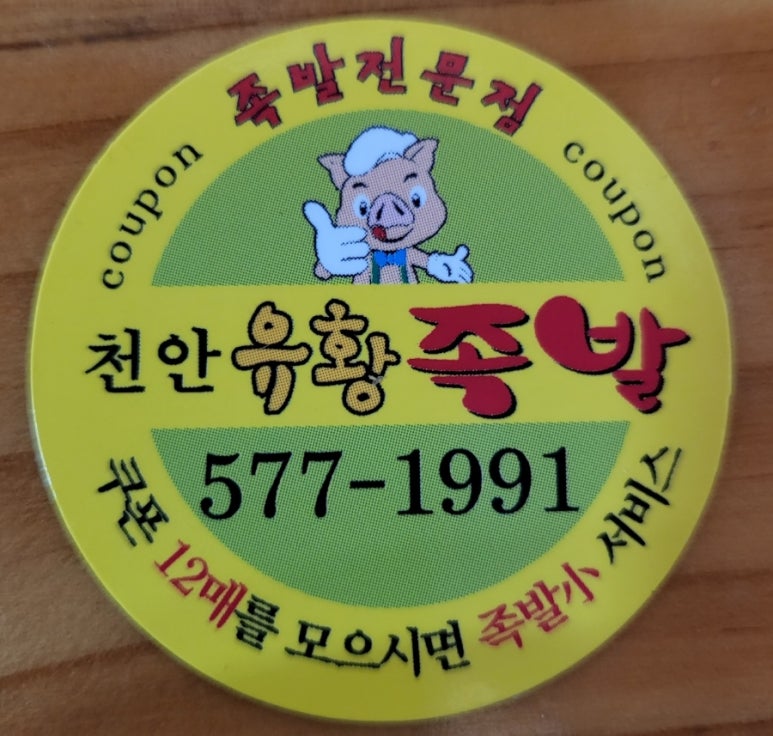 족발전문점
coupon
coupon
천안유황족발
577-1991
쿠폰 12매를 모으시면 족발小 서비스